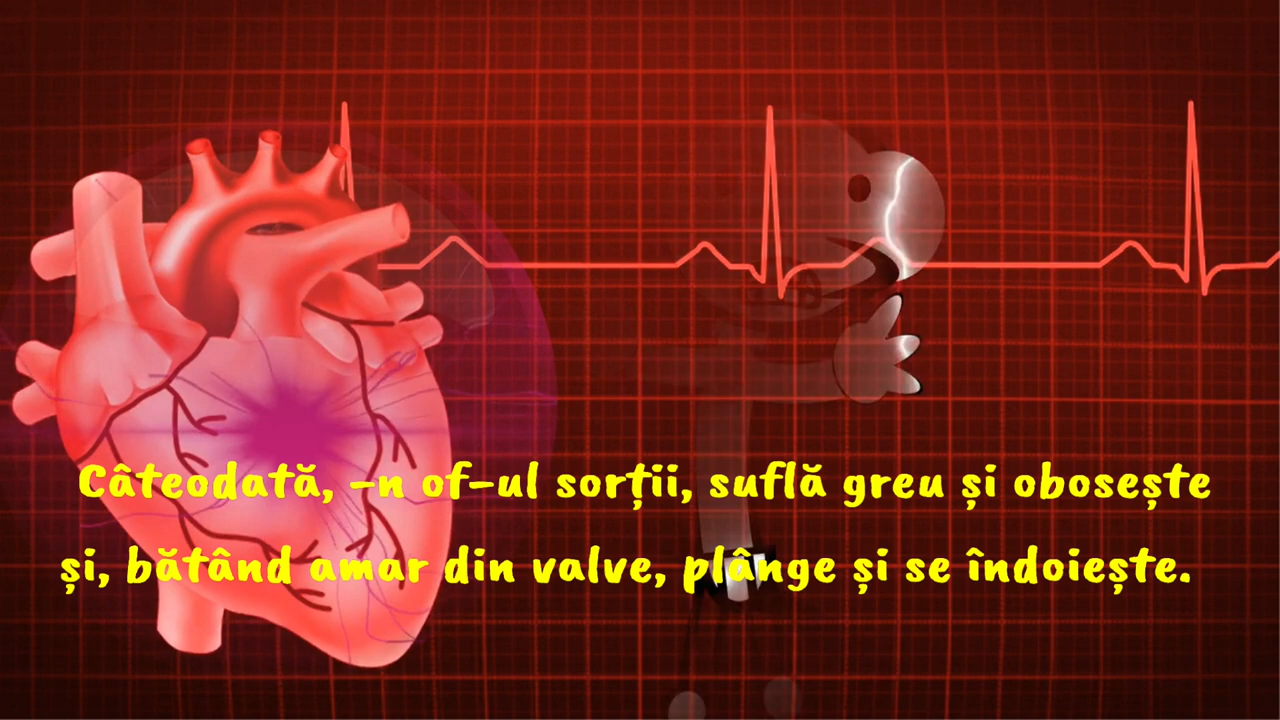 Câteodată, -n of-ul sorții, suflă greu și obosește
și, bătând amar din valve, plânge și se îndoiește.